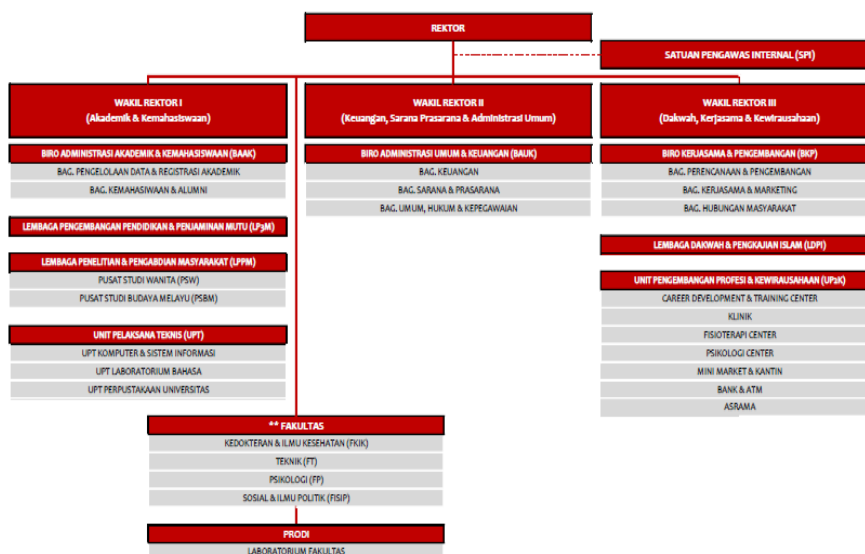 REKTOR
SATUAN PENGAWAS INTERNAL (SPI)
WAKIL REKTOR I
(Akademik & Kemahasiswaan)
BIRO ADMINISTRASI AKADEMIK & KEMAHASISWAAN (BAAK)
BAG. PENGELOLAAN DATA & REGISTRASI AKADEMIK
BAG. KEMAHASIWAAN & ALUMNI
LEMBAGA PENGEMBANGAN PENDIDIKAN & PENJAMINAN MUTU (LP3M)
LEMBAGA PENELITIAN & PENGABDIAN MASYARAKAT (LPPM)
PUSAT STUDI WANITA (PSW)
PUSAT STUDI BUDAYA MELAYU (PSBM)
UNIT PELAKSANA TEKNIS (UPT)
UPT KOMPUTER & SISTEM INFORMASI
UPT LABORATORIUM BAHASA
UPT PERPUSTAKAAN UNIVERSITAS
WAKIL REKTOR II
(Keuangan, Sarana Prasarana & Administrasi Umum)
BIRO ADMINISTRASI UMUM & KEUANGAN (BAUK)
BAG. KEUANGAN
BAG. SARANA & PRASARANA
BAG. UMUM, HUKUM & KEPEGAWAIAN
WAKIL REKTOR III
(Dakwah, Kerjasama & Kewirausahaan)
BIRO KERJASAMA & PENGEMBANGAN (BKP)
BAG. PERENCANAAN & PENGEMBANGAN
BAG. KERJASAMA & MARKETING
BAG. HUBUNGAN MASYARAKAT
LEMBAGA DAKWAH & PENGKAJIAN ISLAM (LDPI)
UNIT PENGEMBANGAN PROFESI & KEWIRAUSAHAAN (UP2K)
CAREER DEVELOPMENT & TRAINING CENTER
KLINIK
FISIOTERAPI CENTER
PSIKOLOGI CENTER
MINI MARKET & KANTIN
BANK & ATM
ASRAMA
** FAKULTAS
KEDOKTERAN & ILMU KESEHATAN (FKIK)
TEKNIK (FT)
PSIKOLOGI (FP)
SOSIAL & ILMU POLITIK (FISIP)
PRODI
LABORATORIUM FAKULTAS